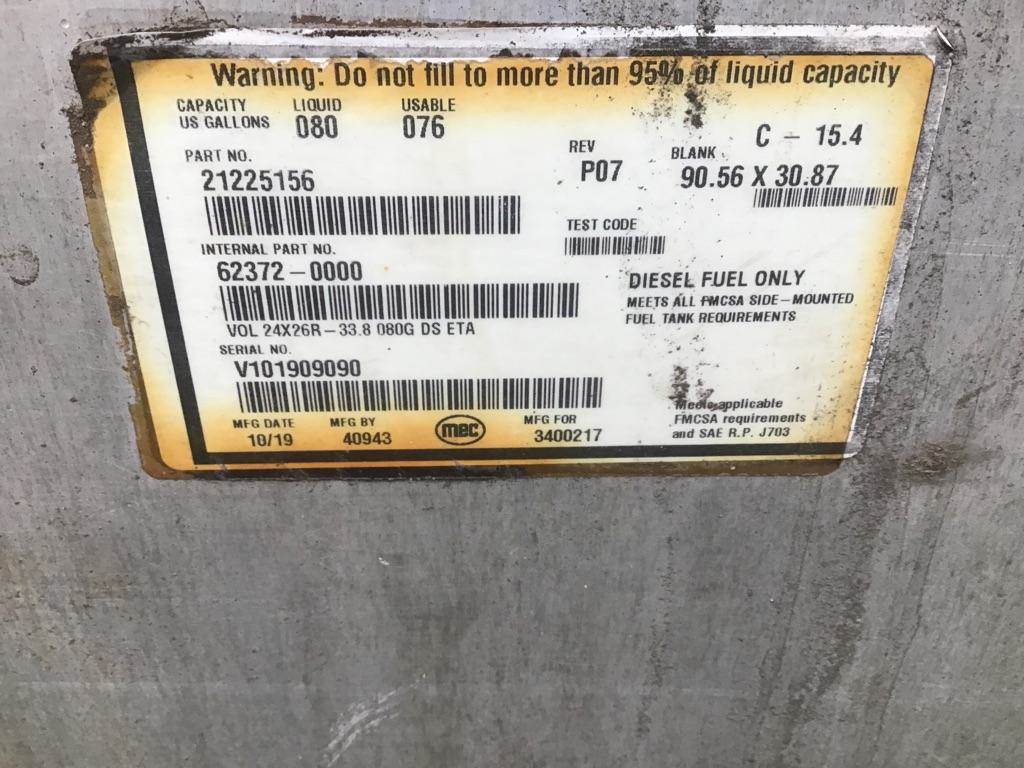 Warning: Do not fill to more than 95% of liquid capacity
CAPACITY US GALLONS LIQUID 080 USABLE 076
C - 15.4
PART NO.
21225156
REV
P07
BLANK
90.56 X 30.87
TEST CODE
INTERNAL PART NO.
62372-0000
VOL 24X26R-33.8 080G DS ETA
DIESEL FUEL ONLY
MEETS ALL FMCSA SIDE-MOUNTED
FUEL TANK REQUIREMENTS
SERIAL NO.
V101909090
MFG DATE
10/19
MFG BY
40943
mec
MFG FOR
3400217
Meets applicable
FMCSA requirements
and SAE R.P. J703